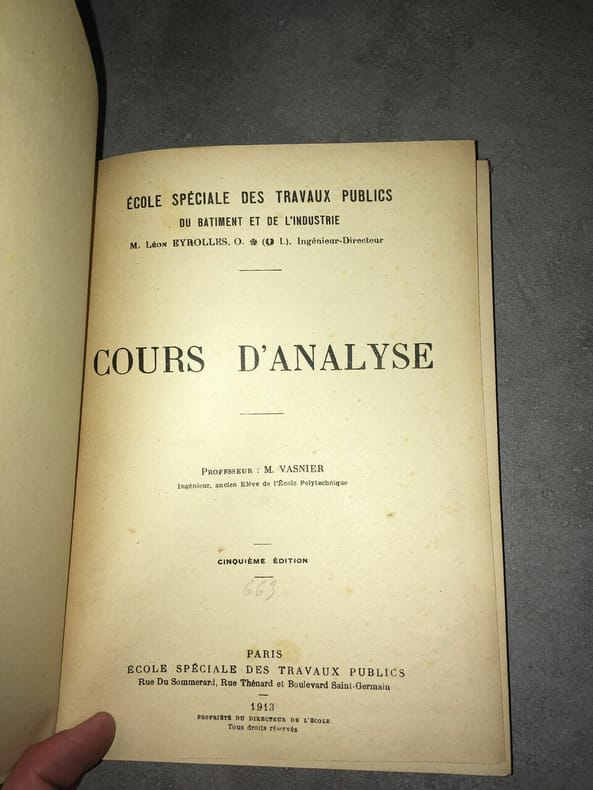 ÉCOLE SPÉCIALE DES TRAVAUX PUBLICS
DU BATIMENT ET DE L'INDUSTRIE
M. Léon EYROLLES, O. ✽ (O I.), Ingénieur-Directeur
COURS D'ANALYSE
Professeur : M. VASNIER
Ingénieur, ancien Elève de l'École Polytechnique
CINQUIÈME ÉDITION
663
PARIS
ÉCOLE SPÉCIALE DES TRAVAUX PUBLICS
Rue Du Sommerard, Rue Thénard et Boulevard Saint-Germain
1913
PROPRIÉTÉ DU DIRECTEUR DE L'ÉCOLE
Tous droits réservés